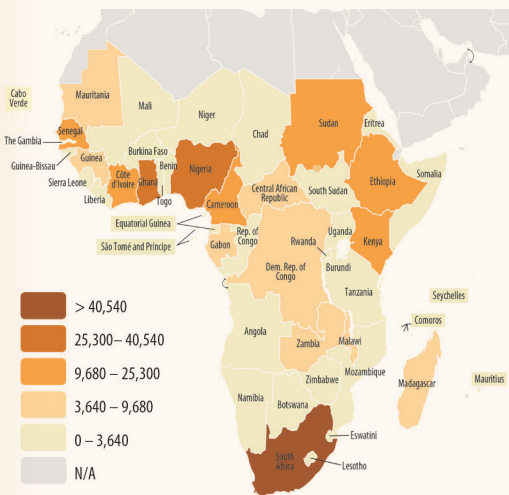 Cabo
Verde
Mauritania
Mali
Niger
Chad
Sudan
Eritrea
Senegal
The Gambia
Guinea-Bissau
Guinea
Sierra Leone
Liberia
Côte
d'Ivoire
Burkina Faso
Ghana
Togo
Benin
Nigeria
Cameroon
Central African
Republic
South Sudan
Ethiopia
Somalia
Equatorial Guinea
São Tomé and Príncipe
Gabon
Rep. of
Congo
Dem. Rep. of
Congo
Uganda
Kenya
Rwanda
Burundi
Tanzania
Seychelles
Comoros
Angola
Zambia
Malawi
Mozambique
Zimbabwe
Madagascar
Mauritius
Namibia
Botswana
Eswatini
Lesotho
South
Africa
> 40,540
25,300– 40,540
9,680 – 25,300
3,640 – 9,680
0 – 3,640
N/A